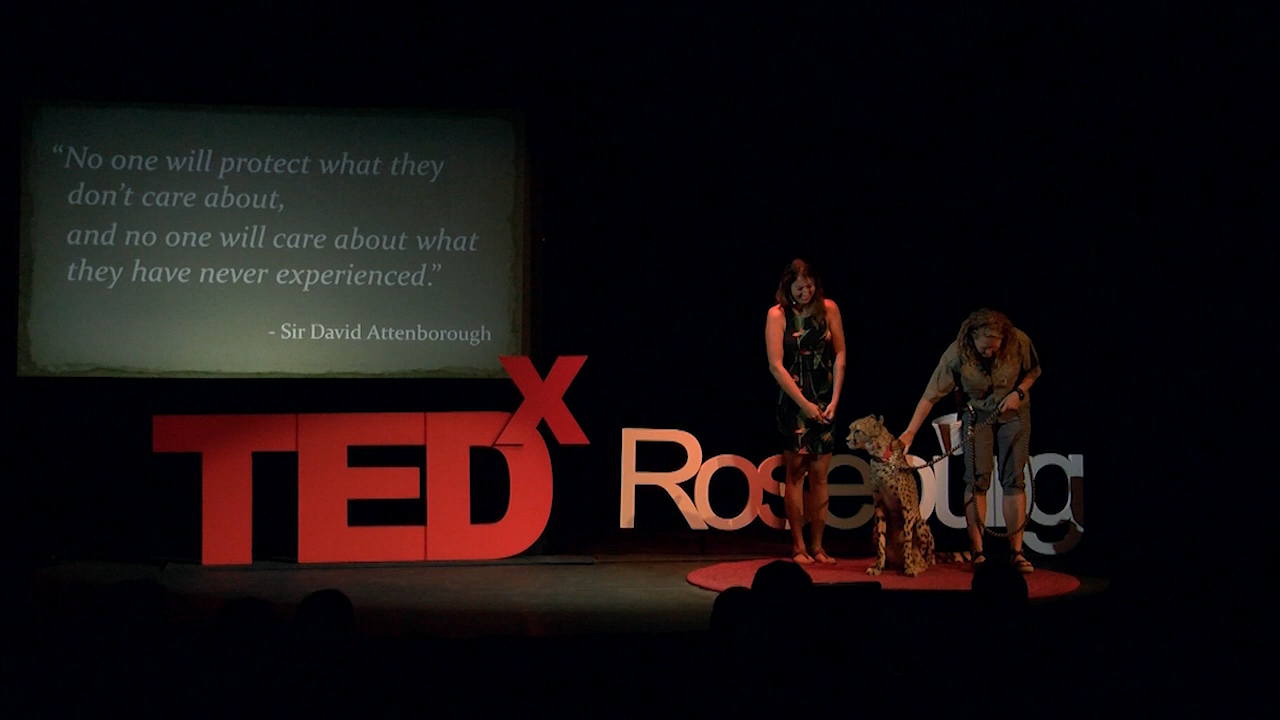 “No one will protect what they
don’t care about,
and no one will care about what
they have never experienced.”
- Sir David Attenborough
TEDx
Roseburg